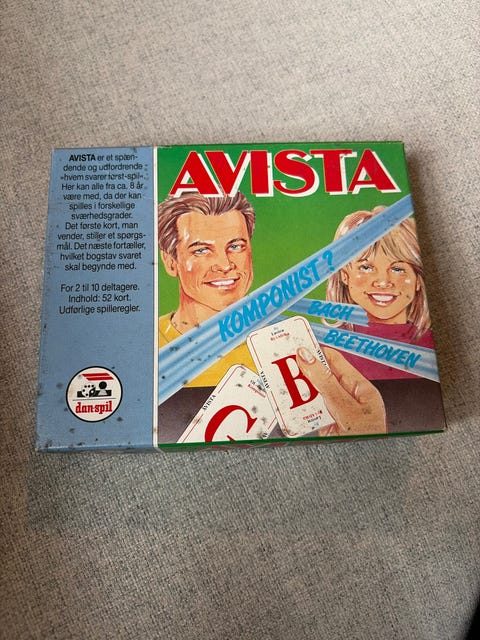 AVISTA er et spæn-
dende og udfordrende
»hvem svarer først-spil«.
Her kan alle fra ca. 8 år
være med, da der kan
spilles i forskellige
sværhedsgrader.
Det første kort, man
vender, stiller et spørgs-
mål. Det næste fortæller,
hvilket bogstav svaret
skal begynde med.
For 2 til 10 deltagere.
Indhold: 52 kort.
Udførlige spilleregler.
dan-spil
AVISTA
KOMPONIST?
BACH
BEETHOVEN
AVISTA
B
AVISTA
C